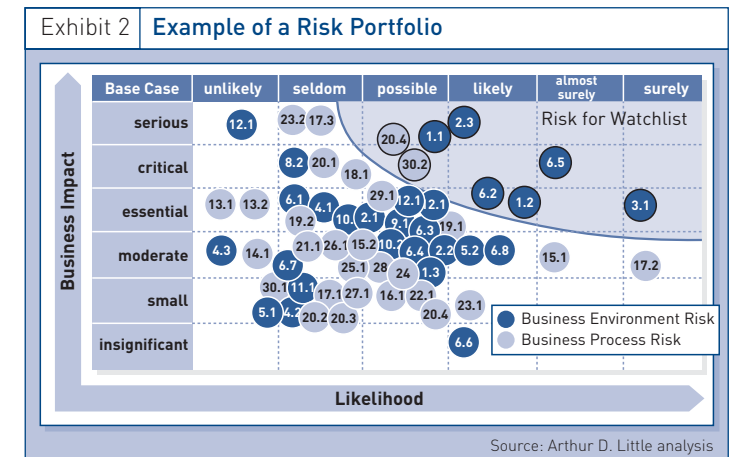 Exhibit 2 Example of a Risk Portfolio
Base Case unlikely seldom possible likely almost surely surely
serious
critical
essential
moderate
small
insignificant
Business Impact
Likelihood
Risk for Watchlist
12.1 23.2 17.3 20.4 1.1 2.3
8.2 20.1 18.1 30.2 6.5
13.1 13.2 6.1 4.1 19.2 2.1 29.1 12.1 2.1 9.1 6.3 19.1 6.2 1.2 3.1
4.3 14.1 6.7 21.1 26.1 15.2 10.2 6.4 2.2 5.2 6.8 15.1 17.2
25.1 28 24 1.3
30.1 11.1 17.1 27.1 16.1 22.1 23.1
5.1 4.2 20.2 20.3 20.4
6.6
Business Environment Risk
Business Process Risk
Source: Arthur D. Little analysis